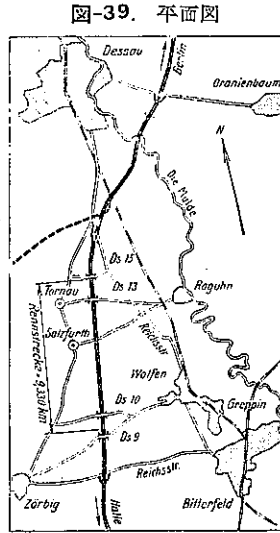 図-39. 平面図
Dessau
Berlin
Oranienbaum
N
Die Mulde
Ds 15
Ds 13
Tornau
Raguhn
Reichsstr.
Salzfurth
Rennstrecke = 9,330 km
Wolfen
Ds 10
Greppin
Ds 9
Reichsstr.
Zörbig
Halle
Bitterfeld